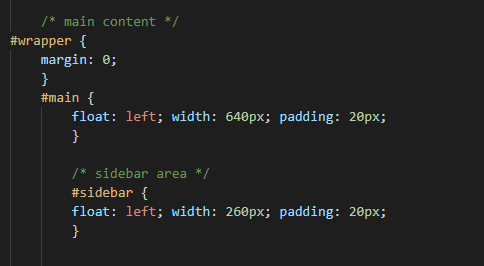 /* main content */
#wrapper {
margin: 0;
}
#main {
float: left; width: 640px; padding: 20px;
}
/* sidebar area */
#sidebar {
float: left; width: 260px; padding: 20px;
}